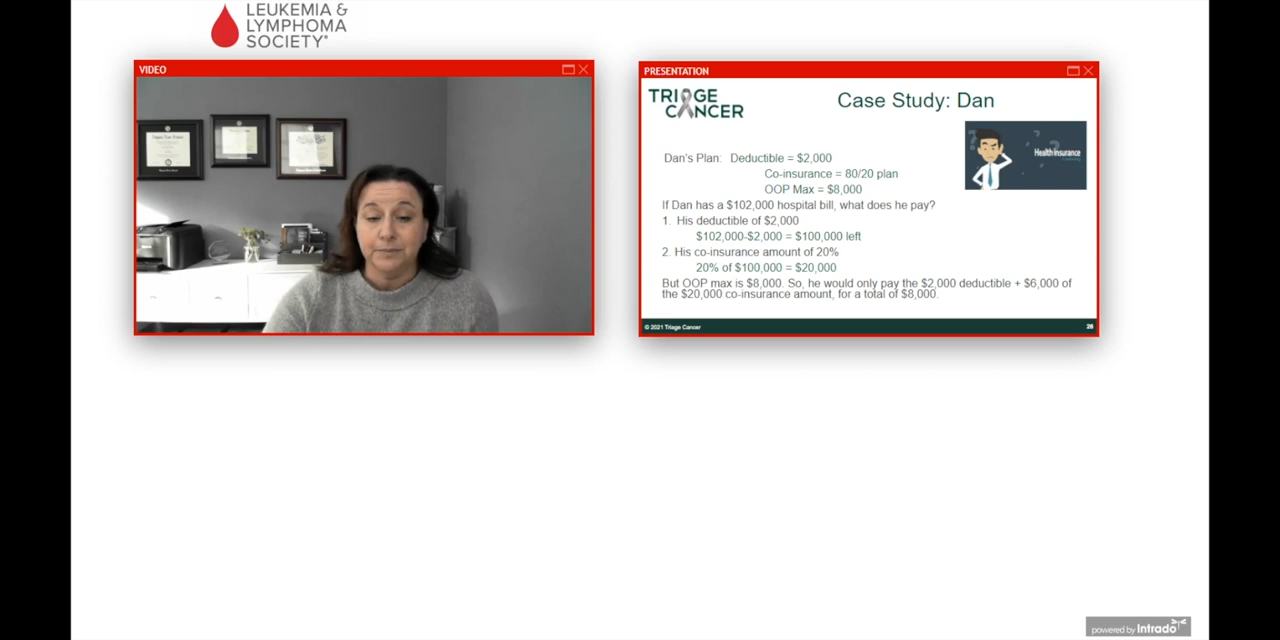 LEUKEMIA &
LYMPHOMA
SOCIETY®
VIDEO
PRESENTATION
TRIAGE
CANCER
Case Study: Dan
Health Insurance
Dan's Plan: Deductible = $2,000
Co-insurance = 80/20 plan
OOP Max = $8,000
If Dan has a $102,000 hospital bill, what does he pay?
1. His deductible of $2,000
$102,000-$2,000 = $100,000 left
2. His co-insurance amount of 20%
20% of $100,000 = $20,000
But OOP max is $8,000. So, he would only pay the $2,000 deductible + $6,000 of
the $20,000 co-insurance amount, for a total of $8,000.
© 2021 Triage Cancer
powered by Intrado